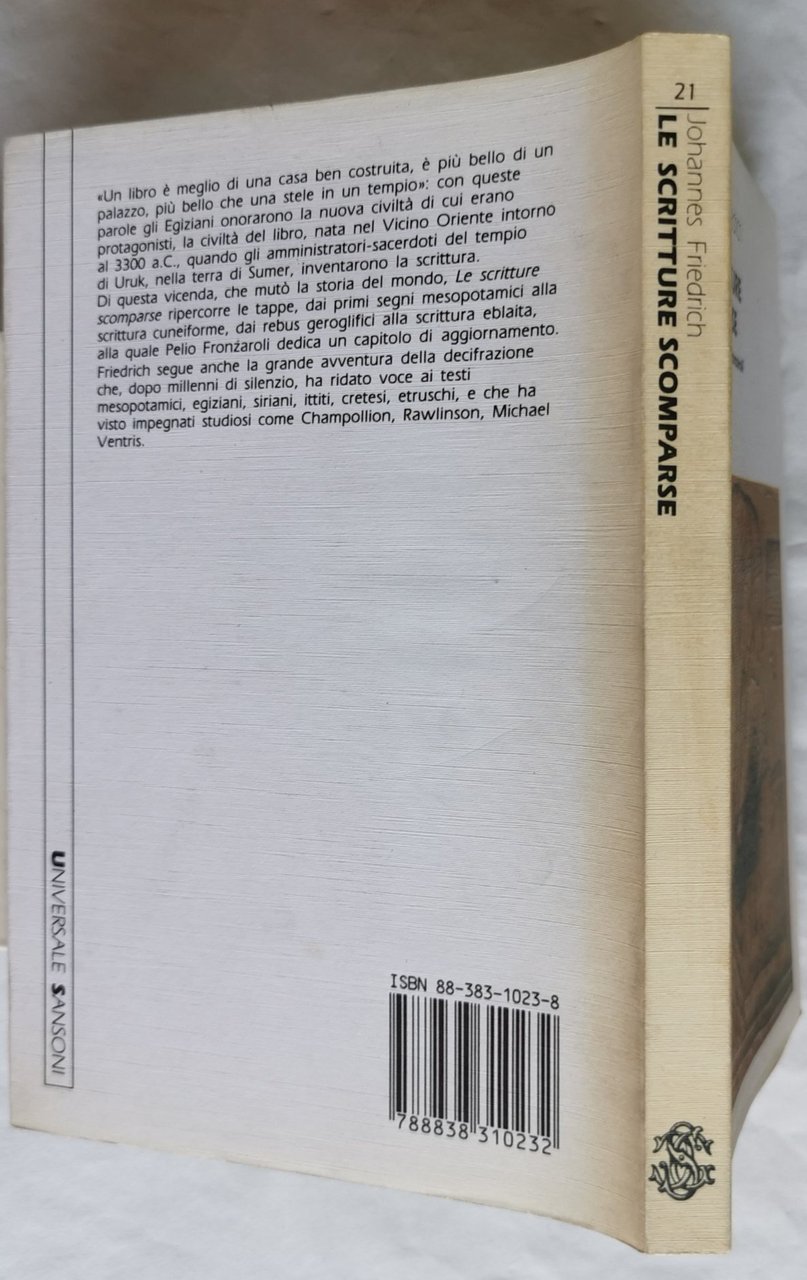 «Un libro è meglio di una casa ben costruita, è più bello di un
palazzo, più bello che una stele in un tempio»: con queste
parole gli Egiziani onorarono la nuova civiltà di cui erano
protagonisti, la civiltà del libro, nata nel Vicino Oriente intorno
al 3300 a.C., quando gli amministratori-sacerdoti del tempio
di Uruk, nella terra di Sumer, inventarono la scrittura.
Di questa vicenda, che mutò la storia del mondo, Le scritture
scomparse ripercorre le tappe, dai primi segni mesopotamici alla
scrittura cuneiforme, dai rebus geroglifici alla scrittura eblaita,
alla quale Pelio Fronzaroli dedica un capitolo di aggiornamento.
Friedrich segue anche la grande avventura della decifrazione
che, dopo millenni di silenzio, ha ridato voce ai testi
mesopotamici, egiziani, siriani, ittiti, cretesi, etruschi, e che ha
visto impegnati studiosi come Champollion, Rawlinson, Michael
Ventris.
UNIVERSALE SANSONI
ISBN 88-383-1023-8
788838 310232
21
Johannes Friedrich
LE SCRITTURE SCOMPARSE